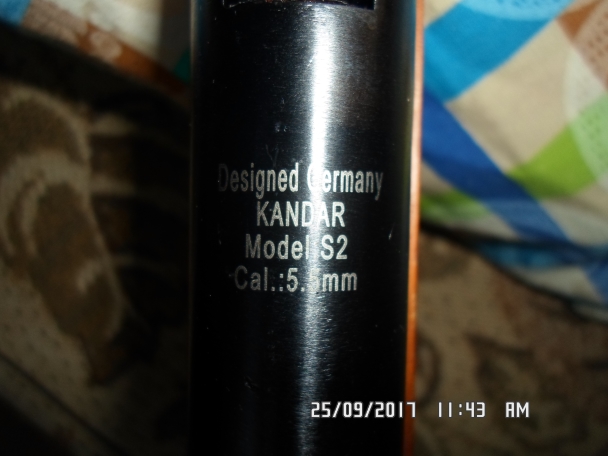 Designed Germany
KANDAR
Model S2
Cal.:5.5mm
25/09/2017 11:43 AM